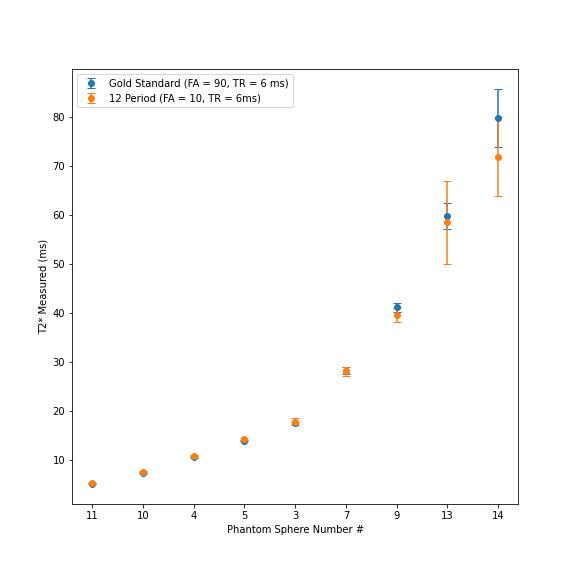 Gold Standard (FA = 90, TR = 6 ms)
12 Period (FA = 10, TR = 6ms)
80
70
60
50
40
30
20
10
T2* Measured (ms)
11 10 4 5 3 7 9 13 14
Phantom Sphere Number #